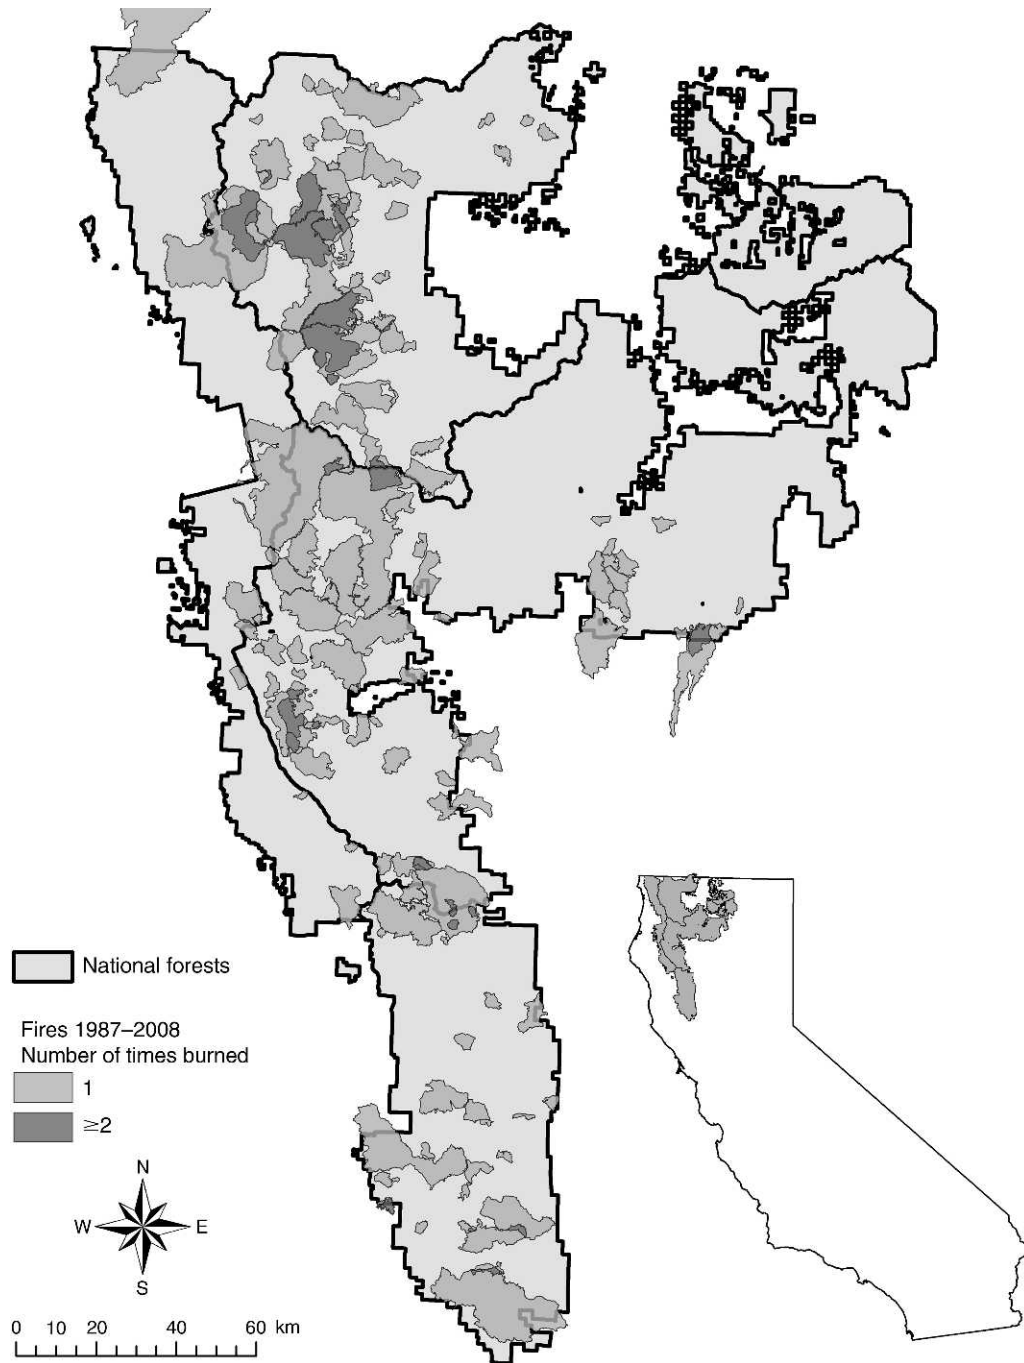 National forests
Fires 1987–2008
Number of times burned
1
≥2
N
W E
S
0 10 20 40 60 km